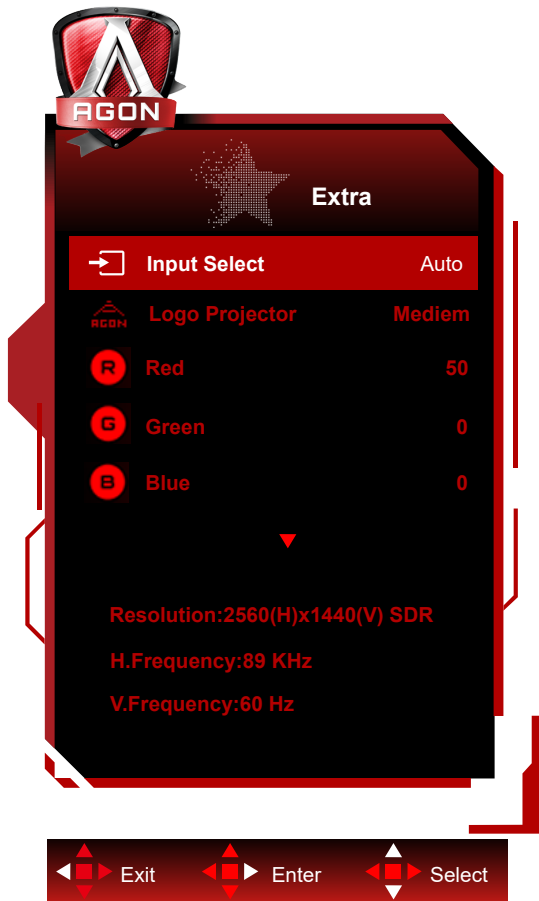 AGON
Extra
Input Select Auto
AGON Logo Projector Mediem
R Red 50
G Green 0
B Blue 0
Resolution:2560(H)x1440(V) SDR
H.Frequency:89 KHz
V.Frequency:60 Hz
Exit Enter Select